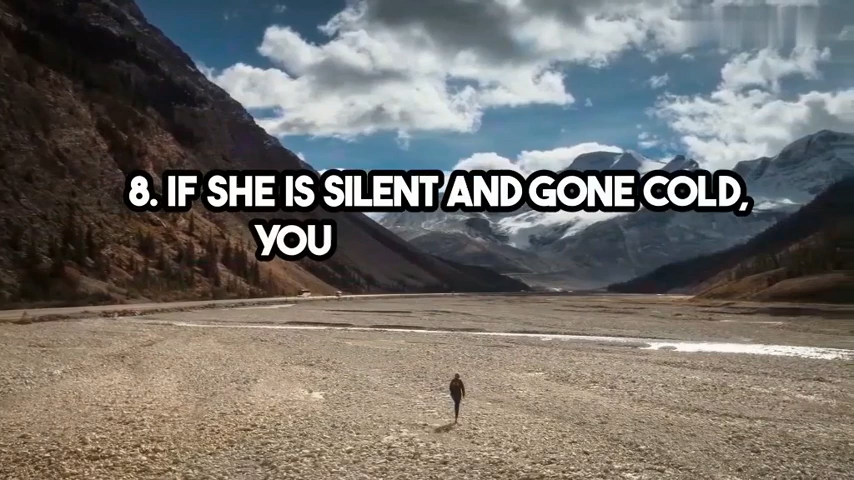 8. IF SHE IS SILENT AND GONE COLD,
YOU